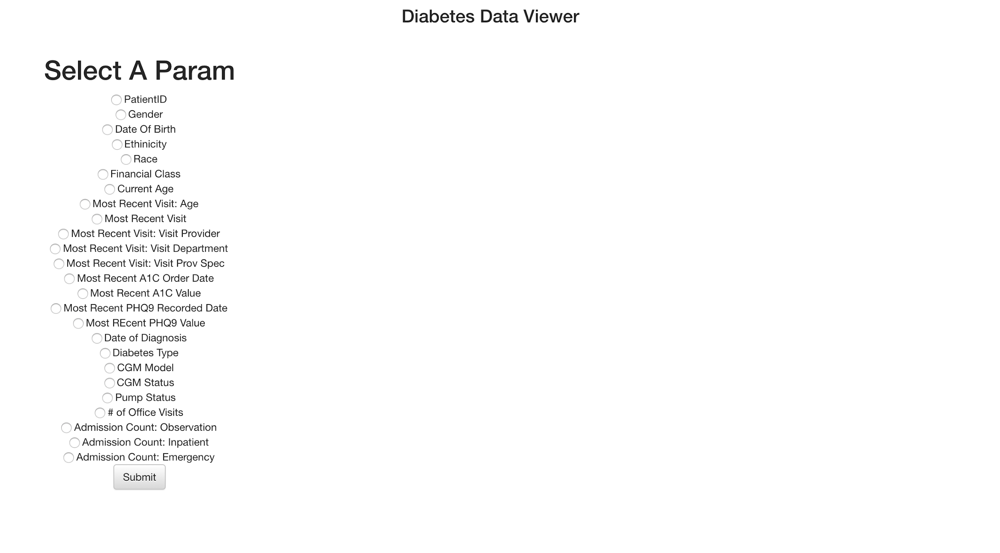 Diabetes Data Viewer
Select A Param
PatientID
Gender
Date Of Birth
Ethinicity
Race
Financial Class
Current Age
Most Recent Visit: Age
Most Recent Visit
Most Recent Visit: Visit Provider
Most Recent Visit: Visit Department
Most Recent Visit: Visit Prov Spec
Most Recent A1C Order Date
Most Recent A1C Value
Most Recent PHQ9 Recorded Date
Most REcent PHQ9 Value
Date of Diagnosis
Diabetes Type
CGM Model
CGM Status
Pump Status
# of Office Visits
Admission Count: Observation
Admission Count: Inpatient
Admission Count: Emergency
Submit